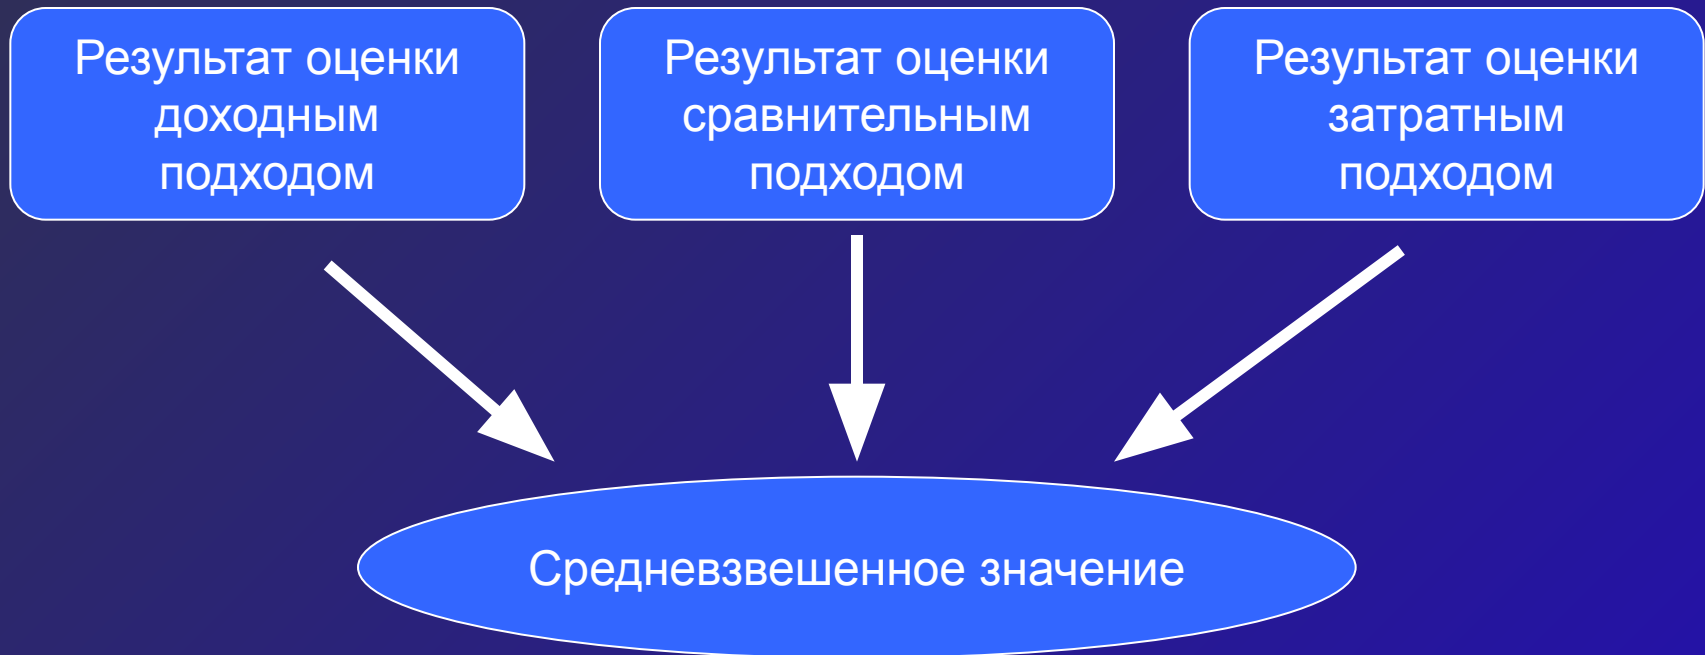 Результат оценки
доходным
подходом
Результат оценки
сравнительным
подходом
Результат оценки
затратным
подходом
Средневзвешенное значение